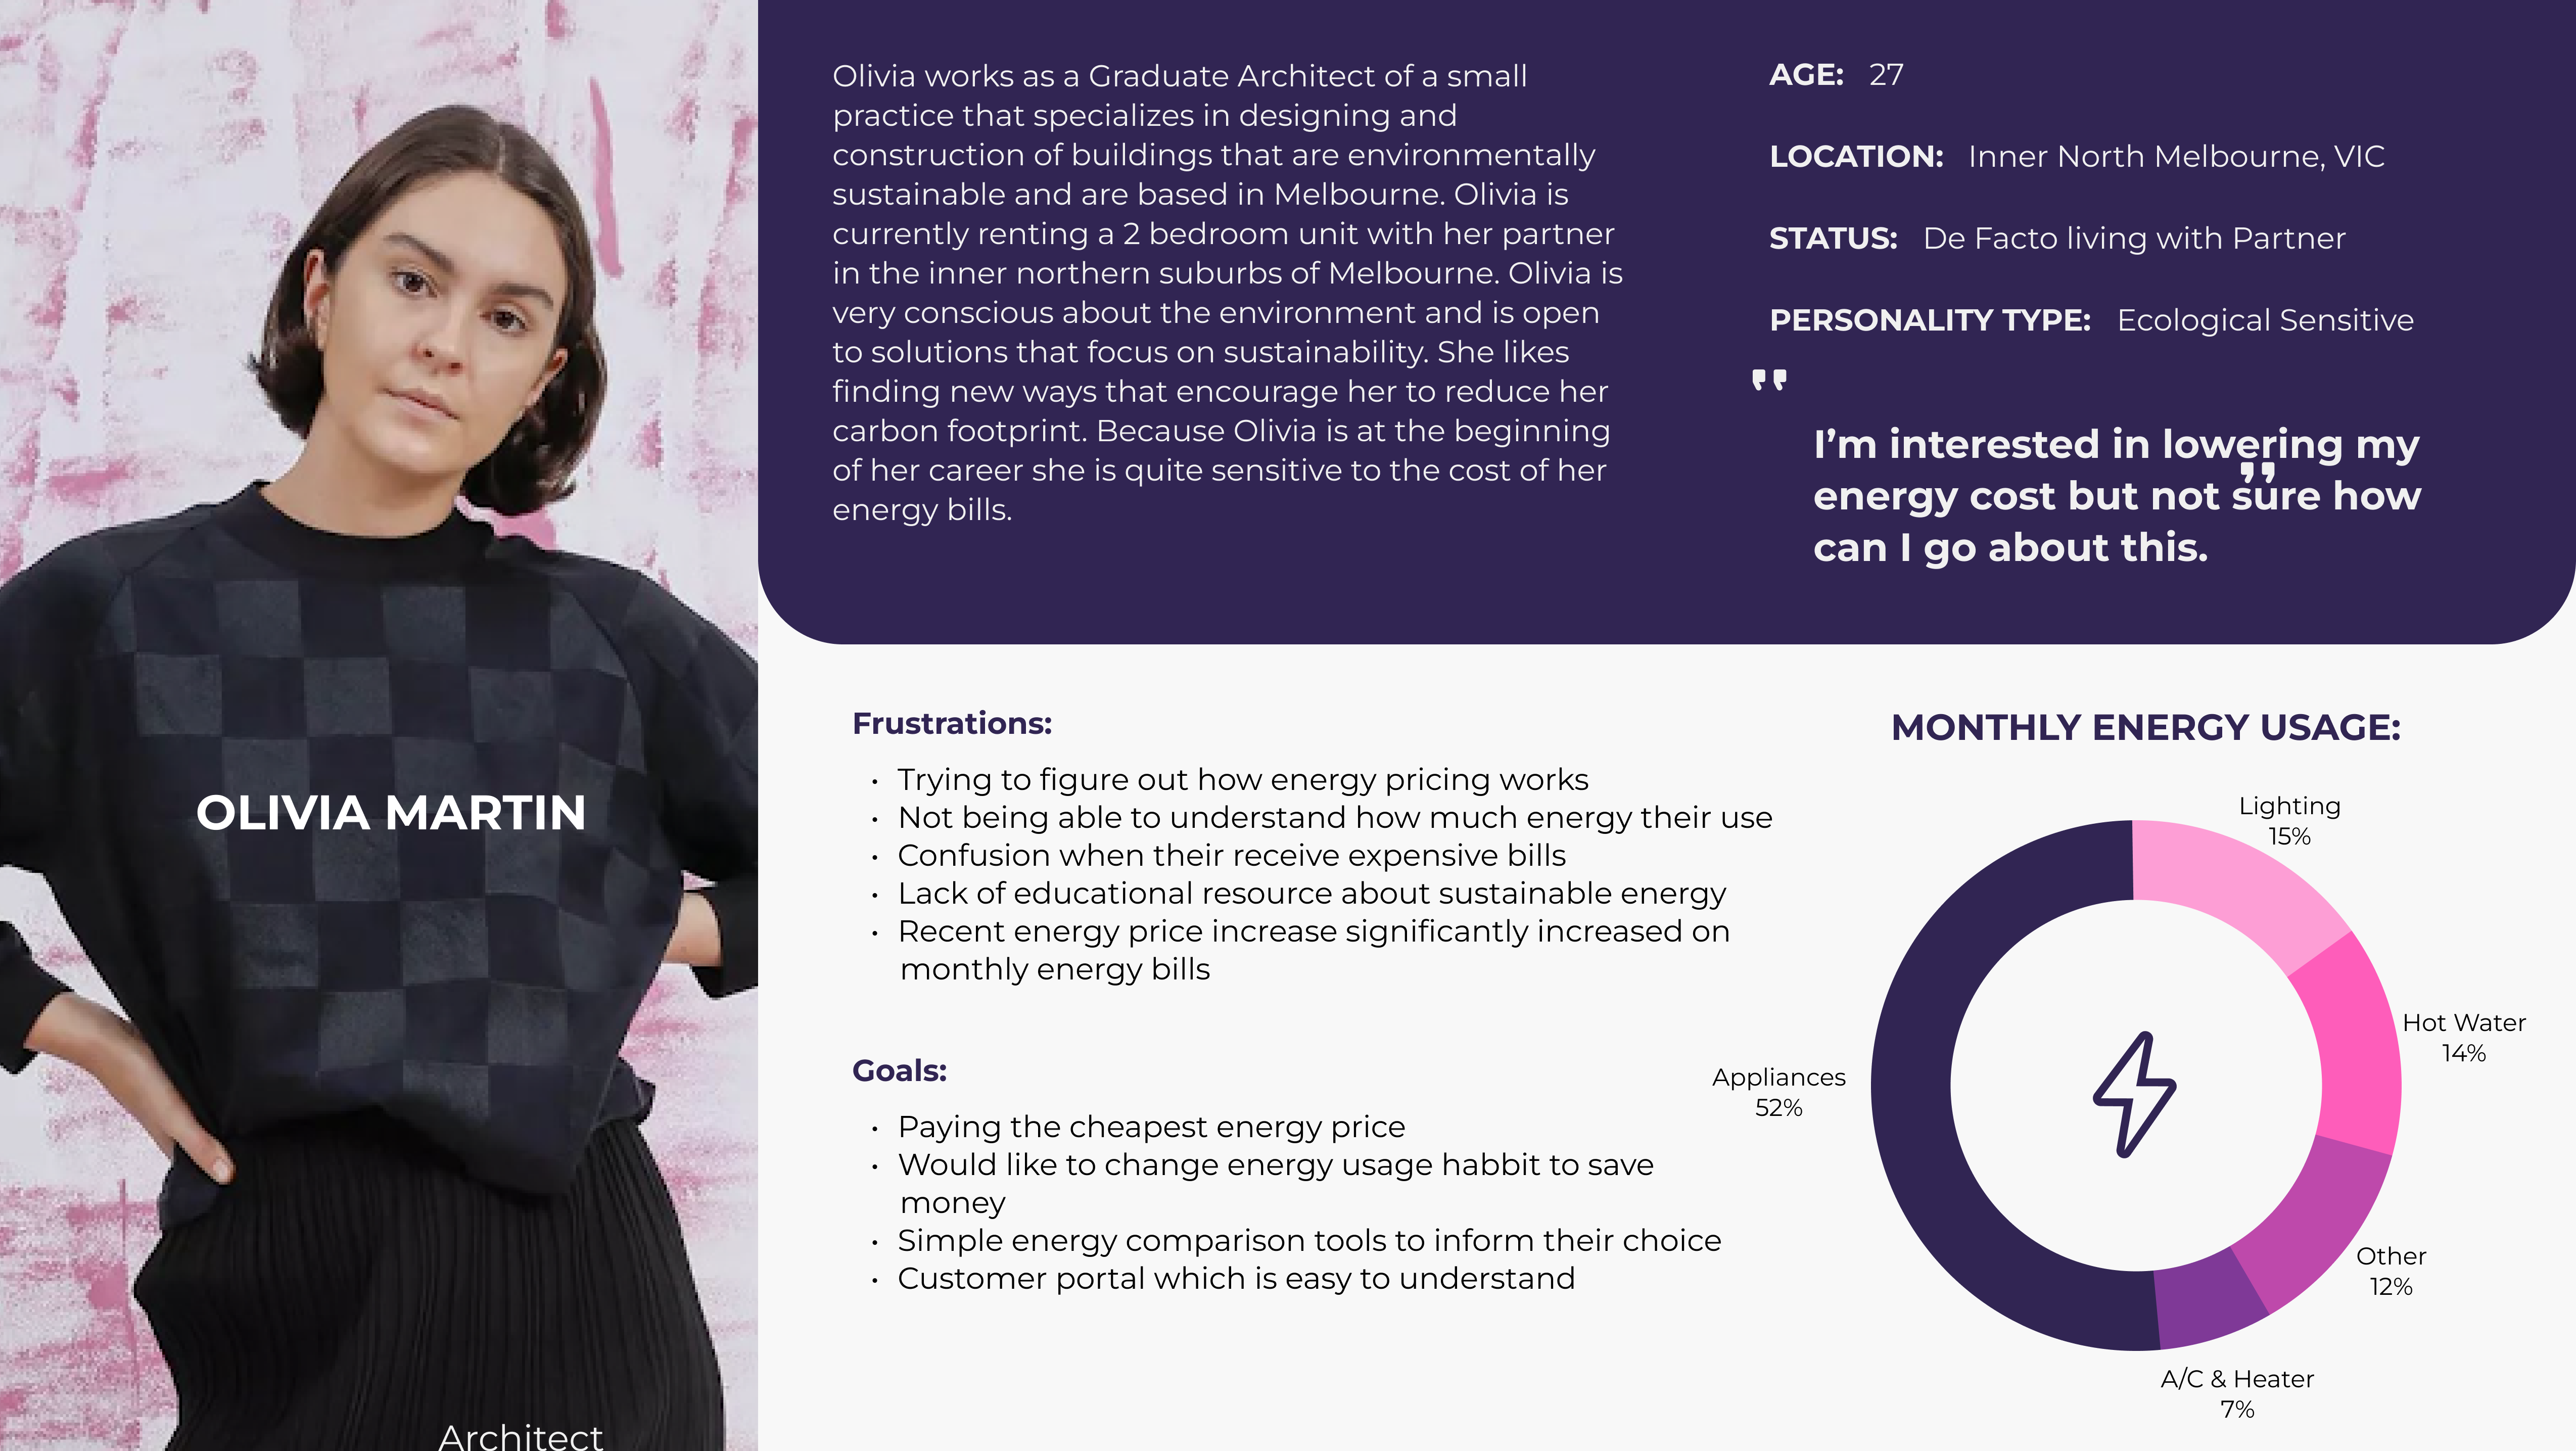 OLIVIA MARTIN
Architect
Olivia works as a Graduate Architect of a small
practice that specializes in designing and
construction of buildings that are environmentally
sustainable and are based in Melbourne. Olivia is
currently renting a 2 bedroom unit with her partner
in the inner northern suburbs of Melbourne. Olivia is
very conscious about the environment and is open
to solutions that focus on sustainability. She likes
finding new ways that encourage her to reduce her
carbon footprint. Because Olivia is at the beginning
of her career she is quite sensitive to the cost of her
energy bills.
AGE: 27
LOCATION: Inner North Melbourne, VIC
STATUS: De Facto living with Partner
PERSONALITY TYPE: Ecological Sensitive
”
I’m interested in lowering my
energy cost but not sure how
can I go about this.
”
Frustrations:
• Trying to figure out how energy pricing works
• Not being able to understand how much energy their use
• Confusion when their receive expensive bills
• Lack of educational resource about sustainable energy
• Recent energy price increase significantly increased on
monthly energy bills
Goals:
• Paying the cheapest energy price
• Would like to change energy usage habbit to save
money
• Simple energy comparison tools to inform their choice
• Customer portal which is easy to understand
MONTHLY ENERGY USAGE:
Lighting
15%
Hot Water
14%
Appliances
52%
Other
12%
A/C & Heater
7%